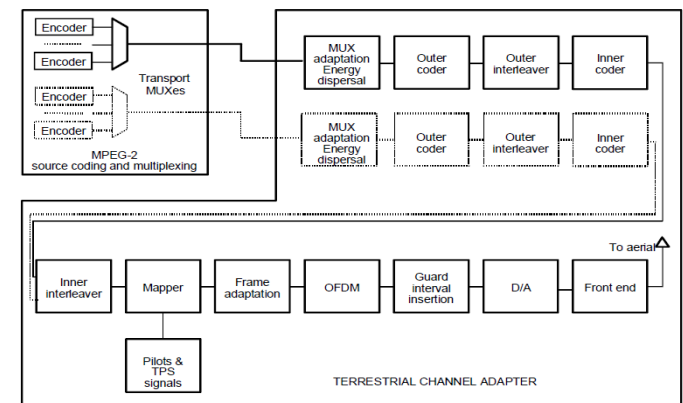 Encoder
Encoder
Transport
MUXes
Encoder
Encoder
MPEG-2
source coding and multiplexing
MUX
adaptation
Energy
dispersal
Outer
coder
Outer
interleaver
Inner
coder
MUX
adaptation
Energy
dispersal
Outer
coder
Outer
interleaver
Inner
coder
To aerial
Inner
interleaver
Mapper
Frame
adaptation
OFDM
Guard
interval
insertion
D/A
Front end
Pilots &
TPS
signals
TERRESTRIAL CHANNEL ADAPTER